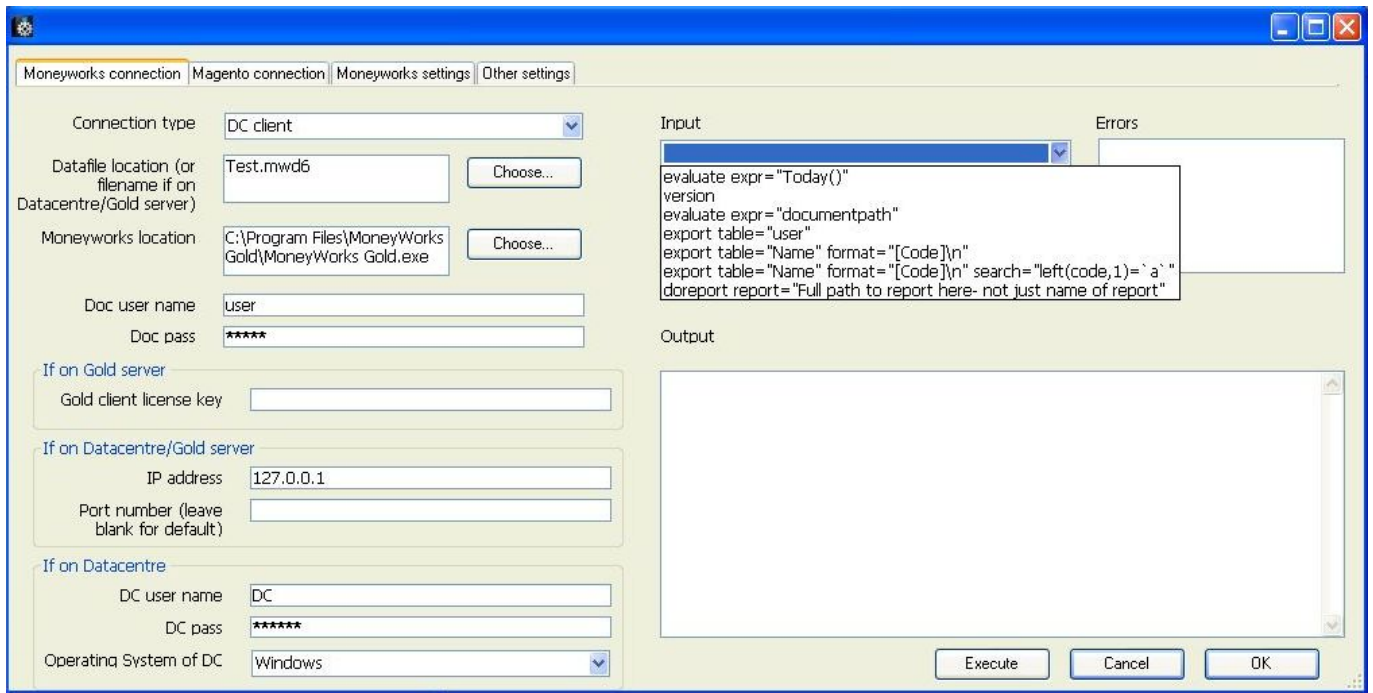 Moneyworks connection Magento connection Moneyworks settings Other settings
Connection type
DC client
Datafile location (or
filename if on
Datacentre/Gold server)
Test.mwd6
Choose...
Moneyworks location
C:\Program Files\MoneyWorks
Gold\MoneyWorks Gold.exe
Choose...
Doc user name
user
Doc pass
*****
If on Gold server
Gold client license key
If on Datacentre/Gold server
IP address
127.0.0.1
Port number (leave
blank for default)
If on Datacentre
DC user name
DC
DC pass
******
Operating System of DC
Windows
Input
Errors
evaluate expr="Today()"
version
evaluate expr="documentpath"
export table="user"
export table="Name" format="[Code]\n"
export table="Name" format="[Code]\n" search="left(code,1)=`a`"
doreport report="Full path to report here- not just name of report"
Output
Execute
Cancel
OK